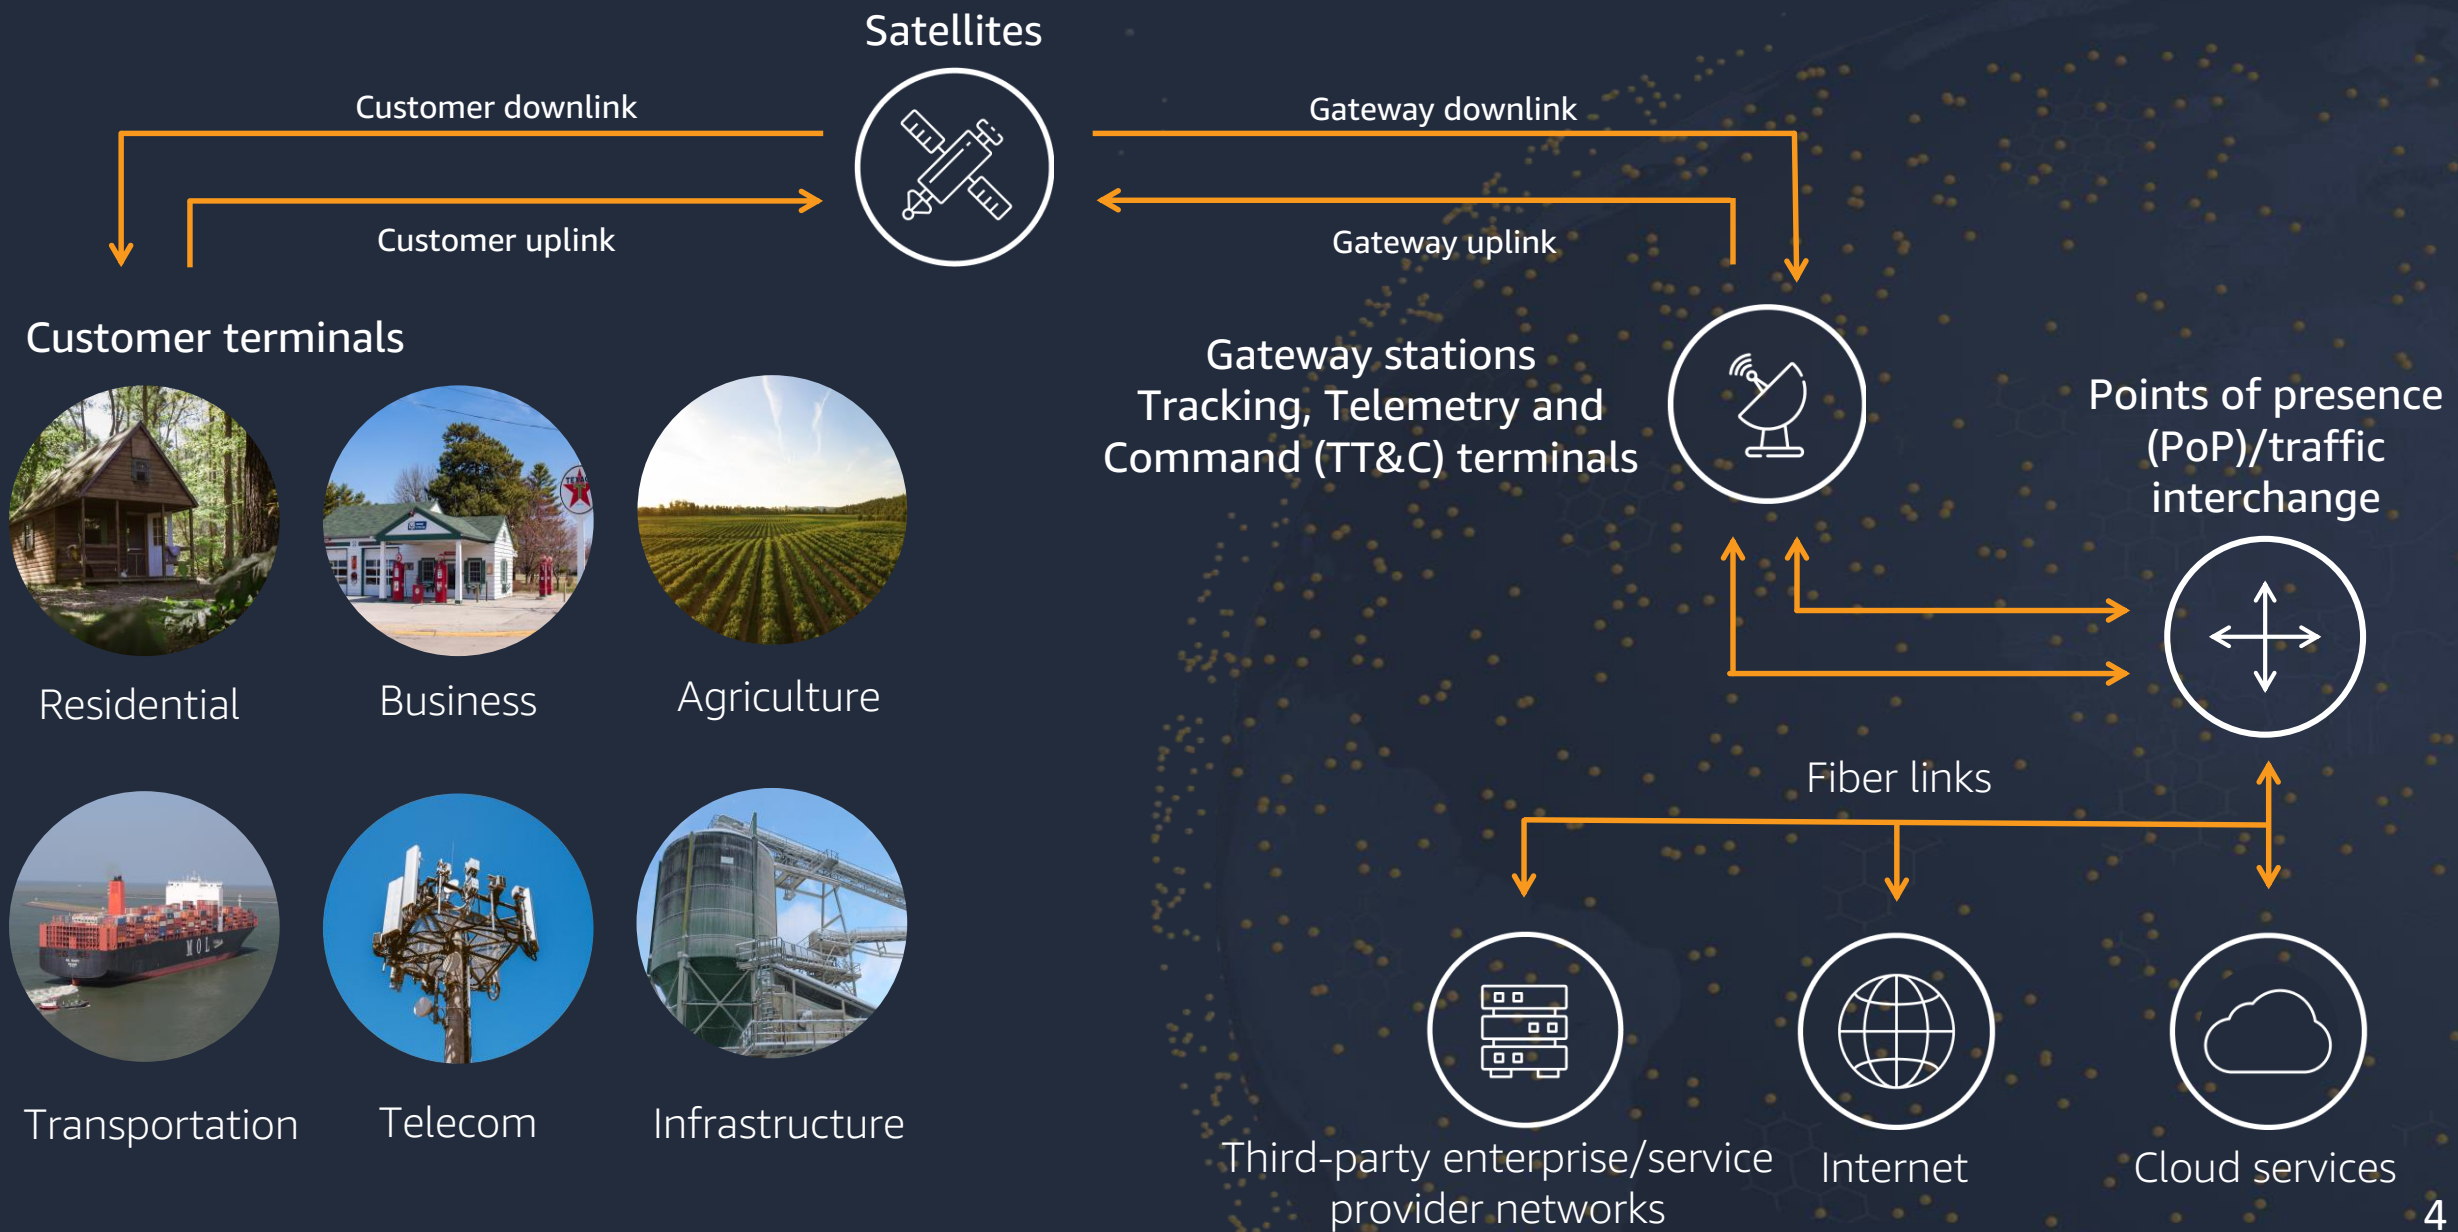 Satellites
Customer downlink
Gateway downlink
Customer uplink
Gateway uplink
Customer terminals
Gateway stations
Tracking, Telemetry and
Command (TT&C) terminals
Points of presence
(PoP)/traffic
interchange
TEXACO
Residential
Business
Agriculture
Fiber links
MOL
Transportation
Telecom
Infrastructure
Third-party enterprise/service
provider networks
Internet
Cloud services
4